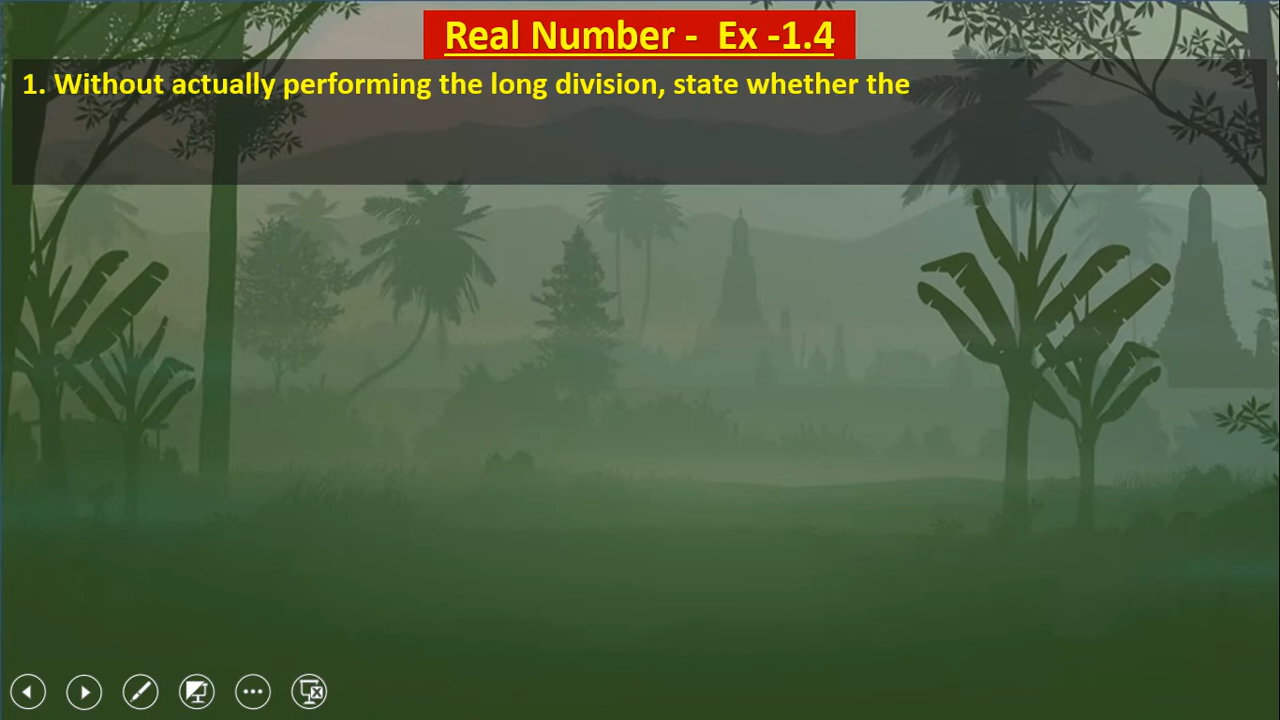 Real Number -  Ex -1.4
1. Without actually performing the long division, state whether the